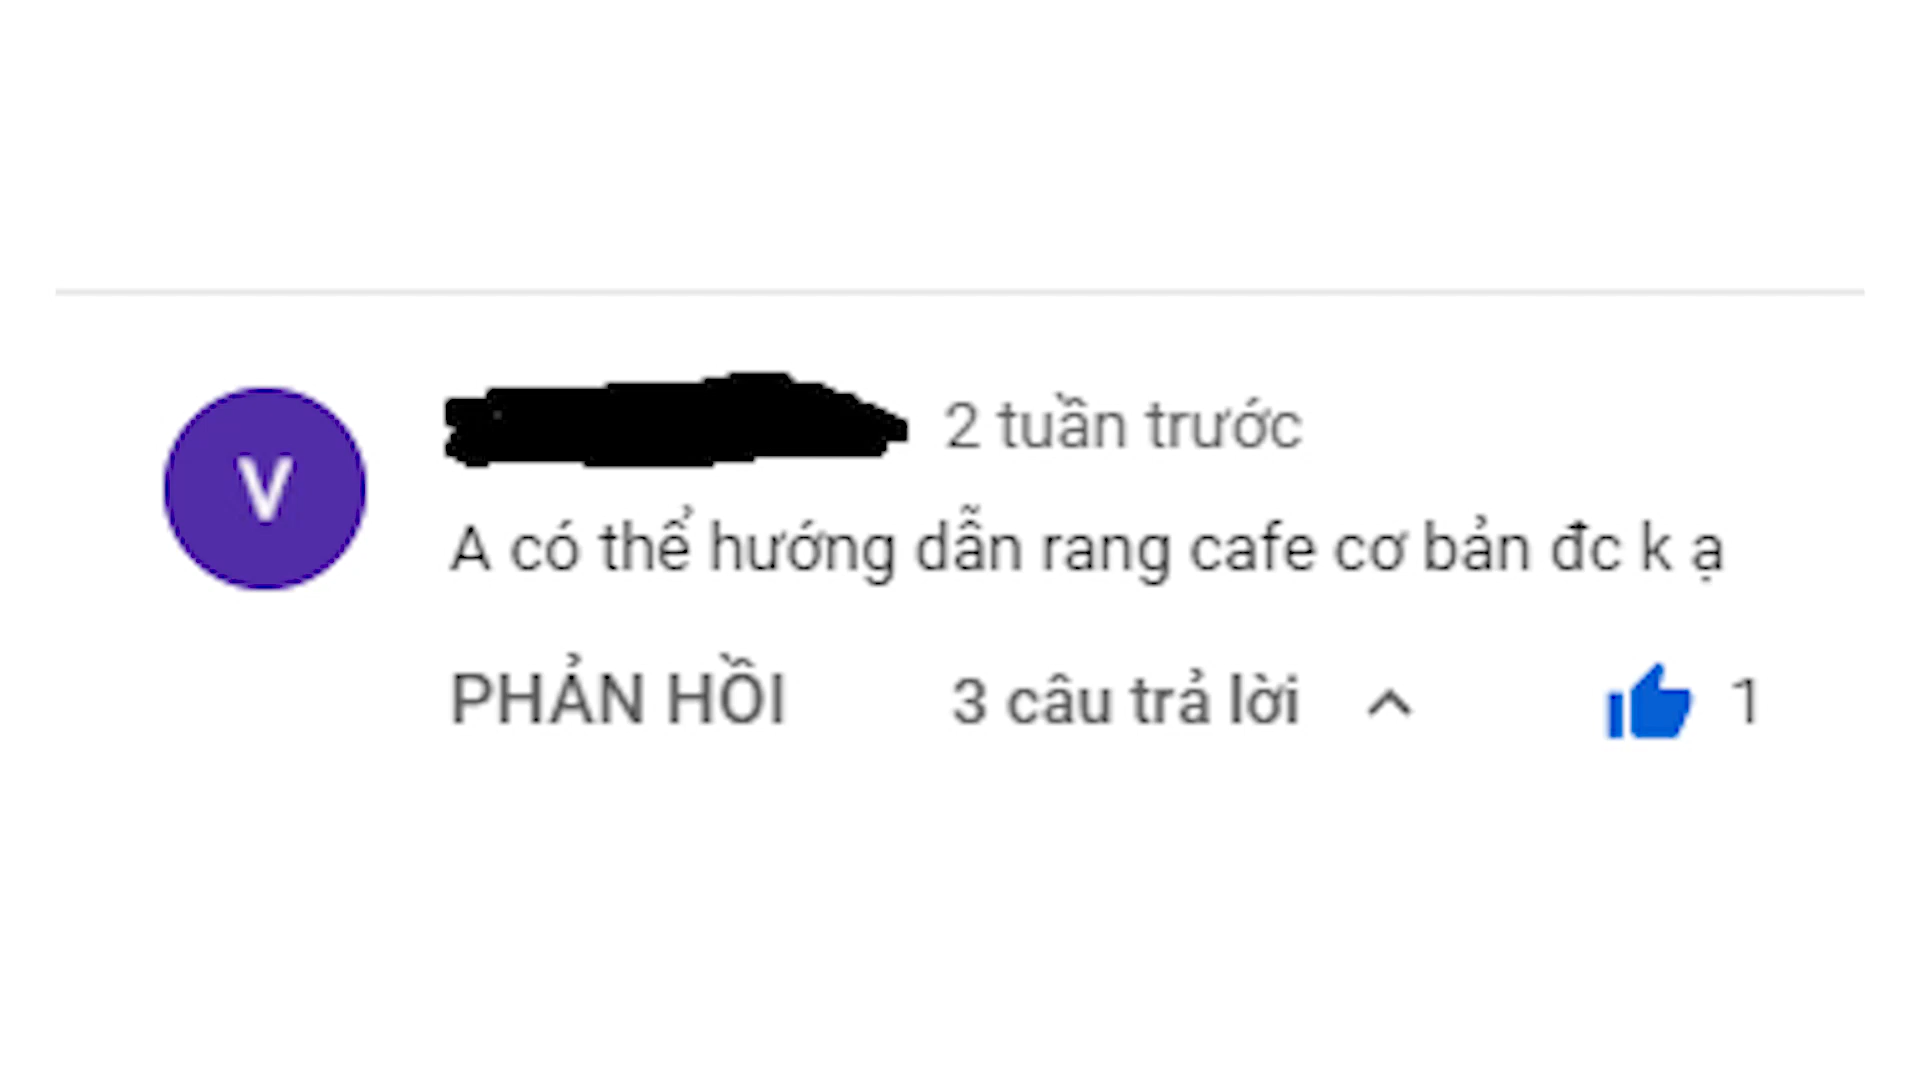 V
2 tuần trước
A có thể hướng dẫn rang cafe cơ bản đc k ạ
PHẢN HỒI 3 câu trả lời 1